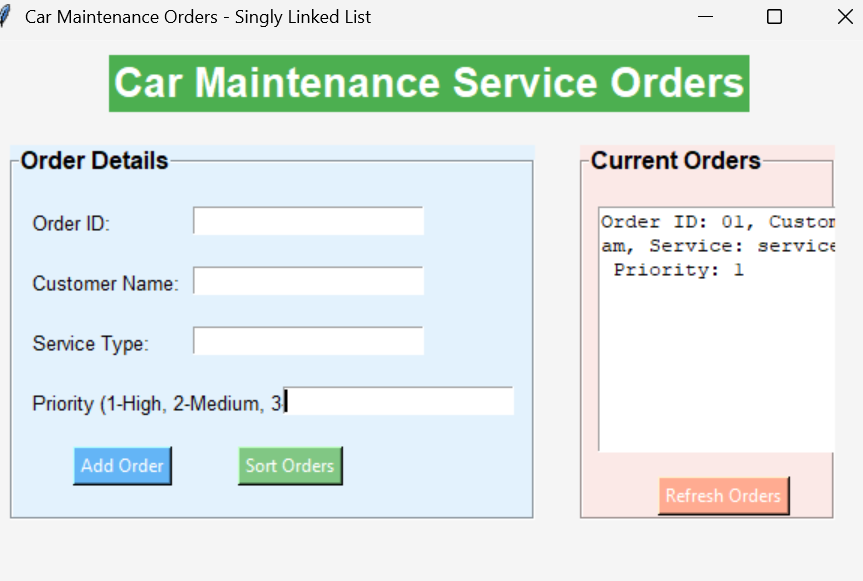 Car Maintenance Orders - Singly Linked List
Car Maintenance Service Orders
Order Details
Order ID:
Customer Name:
Service Type:
Priority (1-High, 2-Medium, 3
Add Order
Sort Orders
Current Orders
Order ID: 01, Custom
am, Service: service
Priority: 1
Refresh Orders